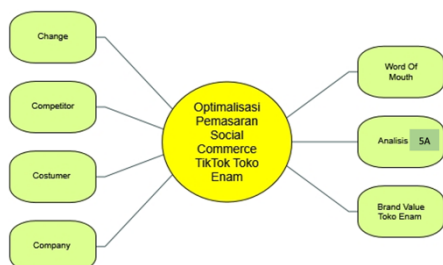 Change
Competitor
Costumer
Company
Optimalisasi
Pemasaran
Social
Commerce
TikTok Toko
Enam
Word Of
Mouth
Analisis 5A
Brand Value
Toko Enam